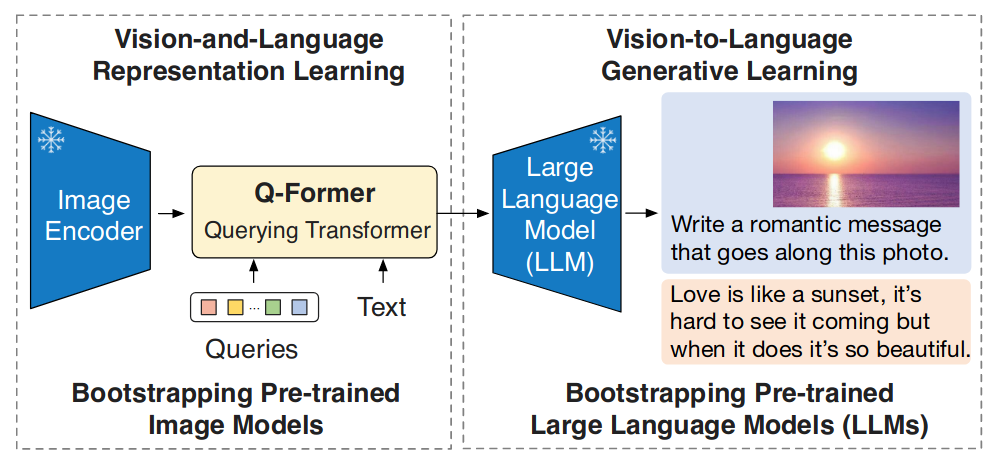 Vision-and-Language
Representation Learning
Image
Encoder
Q-Former
Querying Transformer
...
Queries
Text
Bootstrapping Pre-trained
Image Models
Vision-to-Language
Generative Learning
Large
Language
Model
(LLM)
Write a romantic message
that goes along this photo.
Love is like a sunset, it's
hard to see it coming but
when it does it's so beautiful.
Bootstrapping Pre-trained
Large Language Models (LLMs)